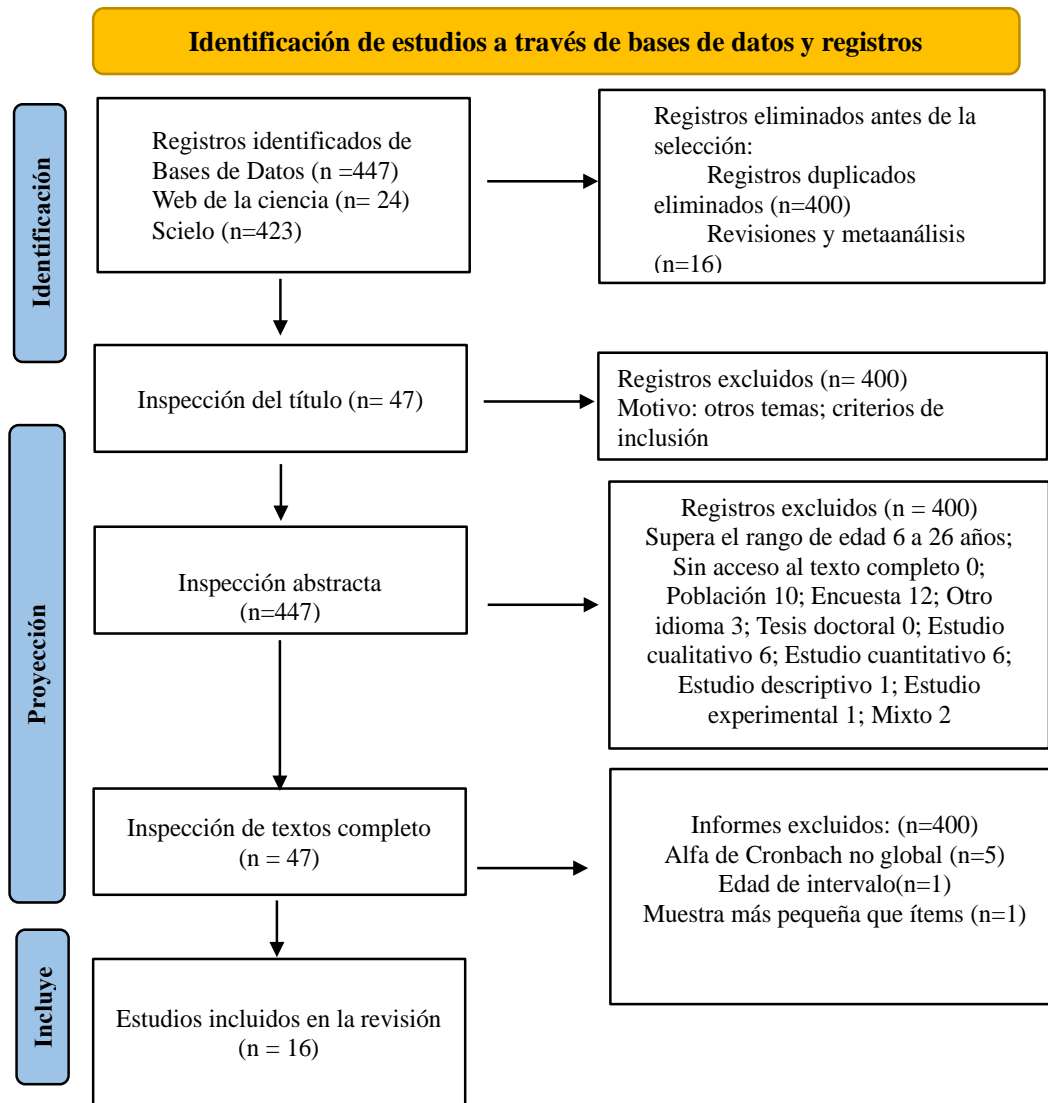 Identificación de estudios a través de bases de datos y registros
Identificación
Registros identificados de
Bases de Datos (n =447)
Web de la ciencia (n= 24)
Scielo (n=423)
Registros eliminados antes de la
selección:
Registros duplicados
eliminados (n=400)
Revisiones y metaanálisis
(n=16)
Proyección
Inspección del título (n= 47)
Registros excluidos (n= 400)
Motivo: otros temas; criterios de
inclusión
Inspección abstracta
(n=447)
Registros excluidos (n = 400)
Supera el rango de edad 6 a 26 años;
Sin acceso al texto completo 0;
Población 10; Encuesta 12; Otro
idioma 3; Tesis doctoral 0; Estudio
cualitativo 6; Estudio cuantitativo 6;
Estudio descriptivo 1; Estudio
experimental 1; Mixto 2
Inspección de textos completo
(n = 47)
Informes excluidos: (n=400)
Alfa de Cronbach no global (n=5)
Edad de intervalo(n=1)
Muestra más pequeña que ítems (n=1)
Incluye
Estudios incluidos en la revisión
(n = 16)